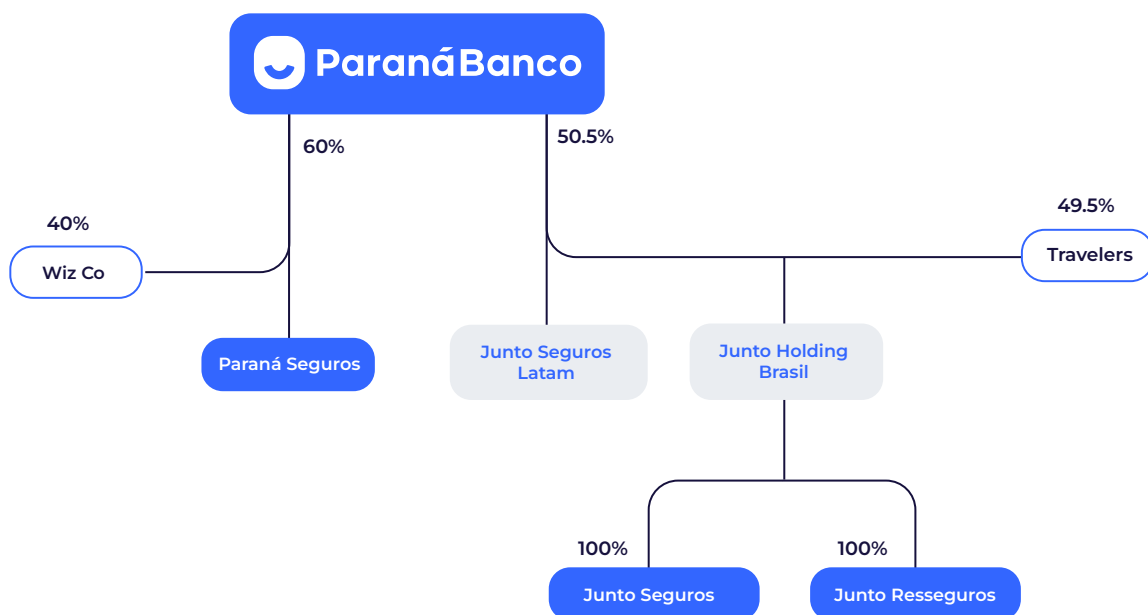 ParanáBanco
60%
50.5%
40%
49.5%
Wiz Co
Travelers
Paraná Seguros
Junto Seguros
Latam
Junto Holding
Brasil
100%
100%
Junto Seguros
Junto Resseguros